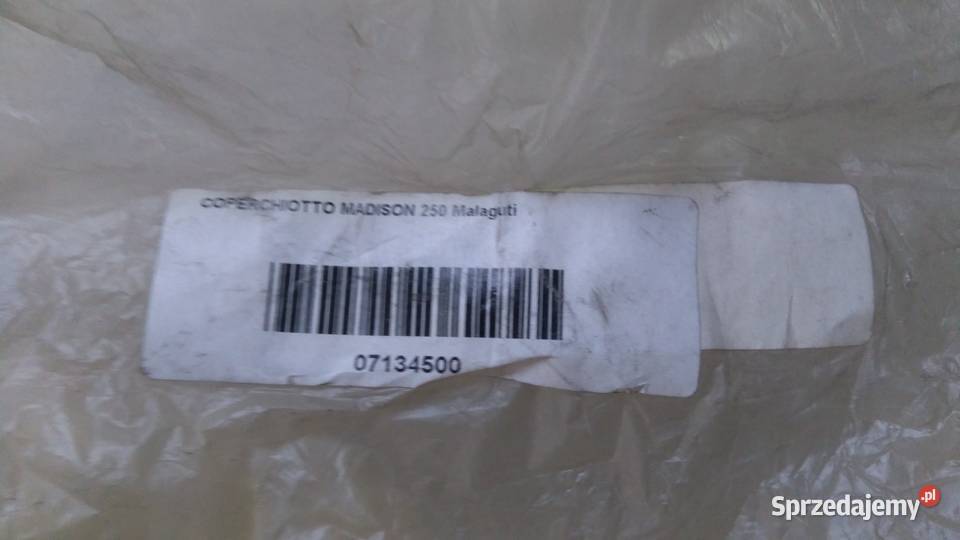 COPERCHIOTTO MADISON 250 Malaguti
07134500
Sprzedajemy.pl